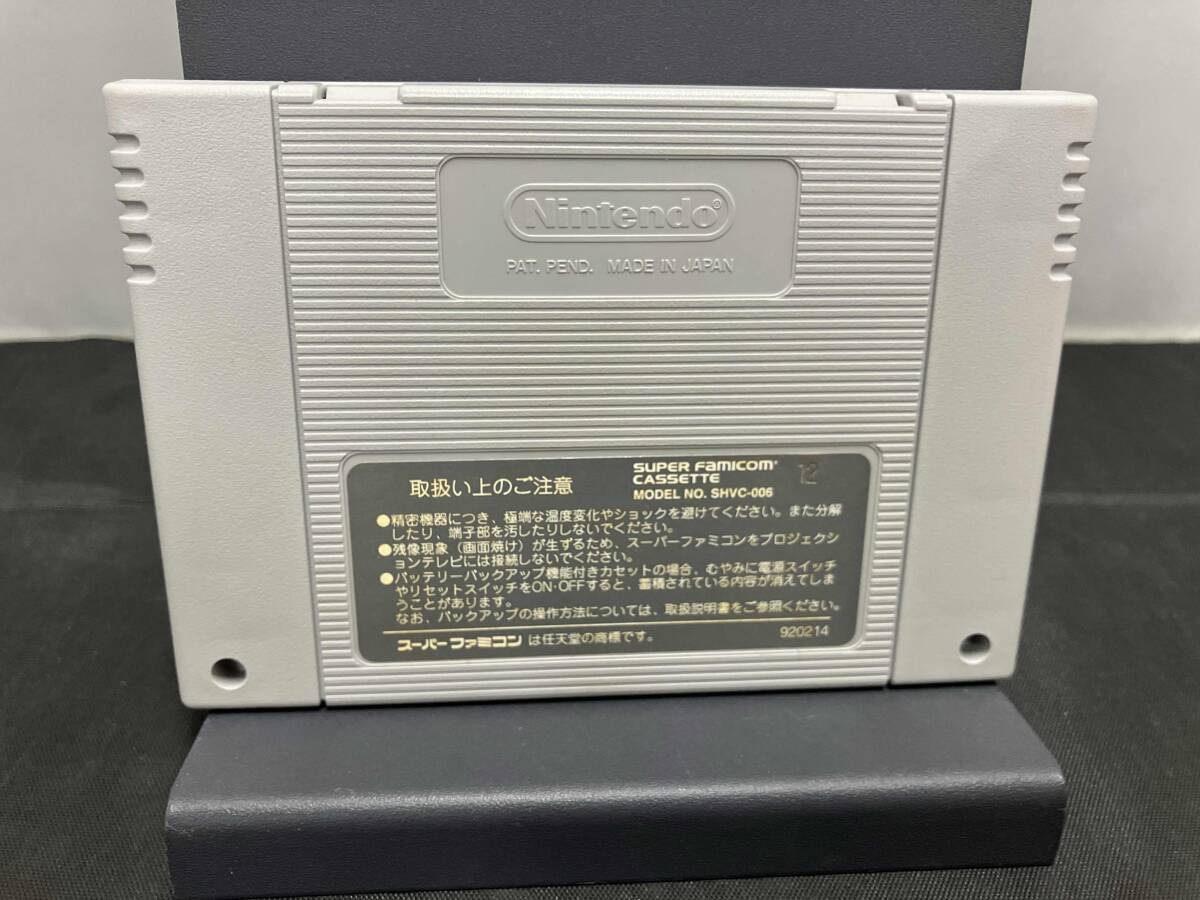 Nintendo®
PAT. PEND. MADE IN JAPAN
取扱い上のご注意
SUPER FAMICOM
CASSETTE
MODEL NO. SHVC-006
12
●精密機器につき、極端な温度変化やショックを避けてください。また分解
したり、端子部を汚したりしないでください。
●残像現象（画面焼け）が生ずるため、スーパーファミコンをプロジェクシ
ョンテレビには接続しないでください。
●バッテリーバックアップ機能付きカセットの場合、むやみに電源スイッチ
やリセットスイッチをON・OFFすると、蓄積されている内容が消えてしま
うことがあります。
なお、バックアップの操作方法については、取扱説明書をご参照ください。
スーパーファミコン は任天堂の商標です。
920214